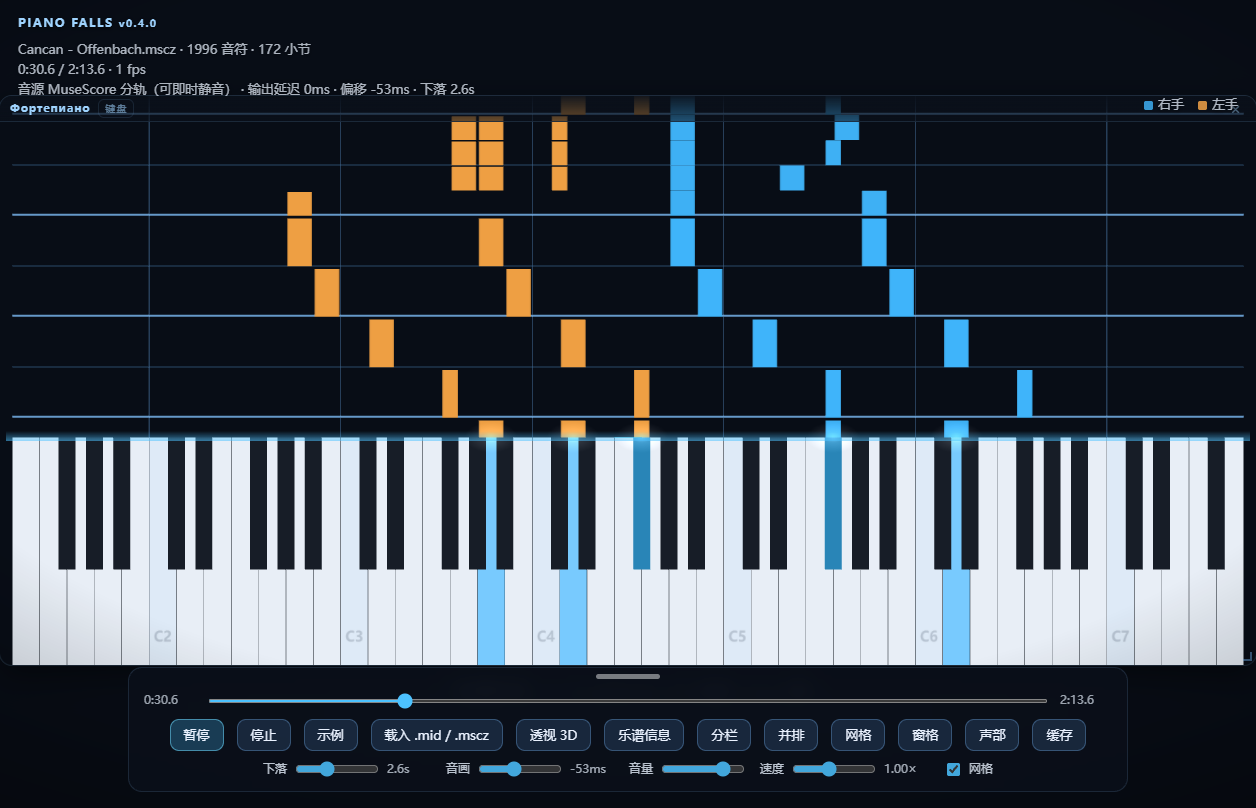 PIANO FALLS v0.4.0
Cancan - Offenbach.mscz · 1996 音符 · 172 小节
0:30.6 / 2:13.6 · 1 fps
音源 MuseScore 分轨（可即时静音） · 输出延迟 0ms · 偏移 -53ms · 下落 2.6s
Фортепиано 键盘 右手 左手
C2 C3 C4 C5 C6 C7
0:30.6 2:13.6
暂停 停止 示例 载入 .mid / .mscz 透视 3D 乐谱信息 分栏 并排 网格 窗格 声部 缓存
下落 2.6s 音画 -53ms 音量 速度 1.00× 网格